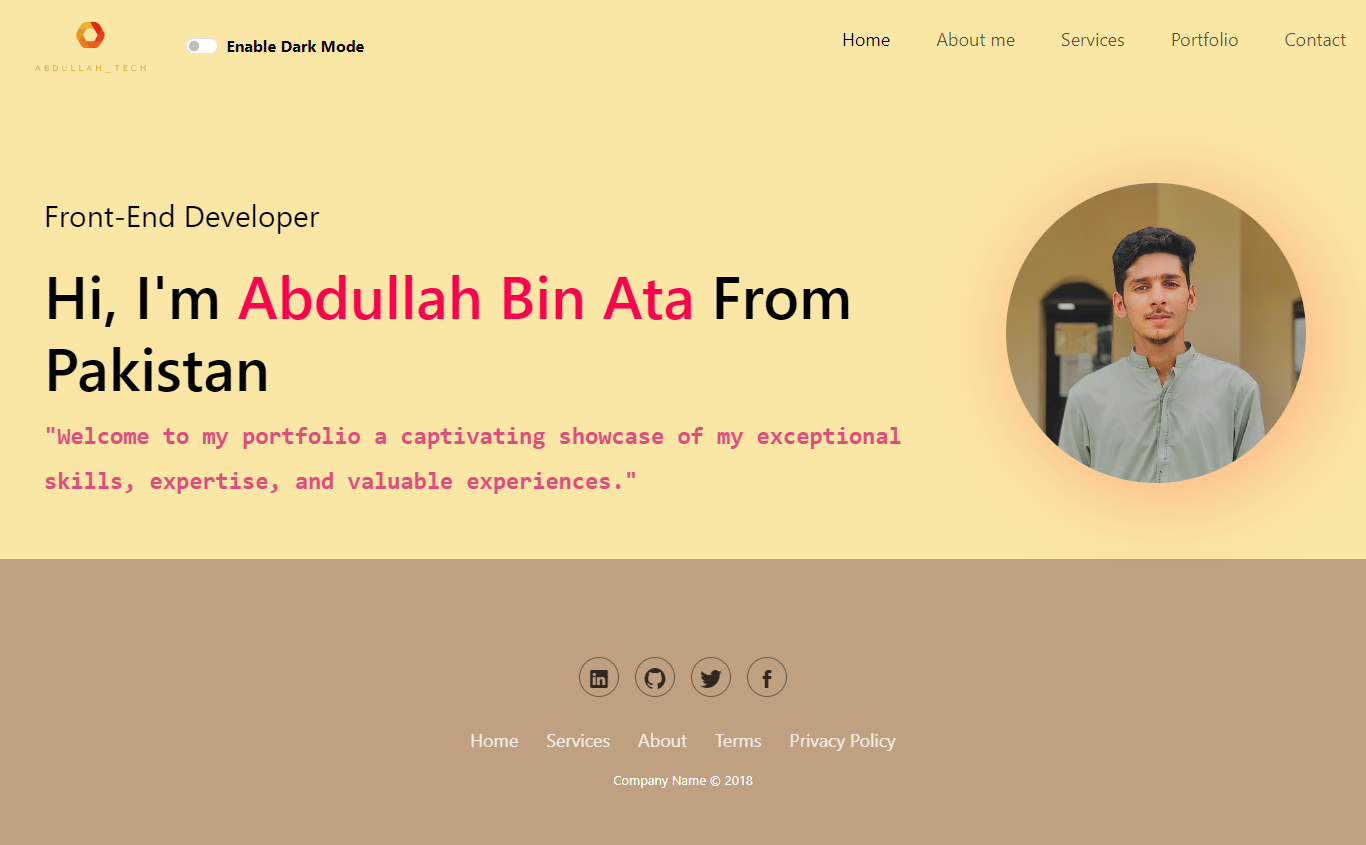 ABDULLAH_TECH
Enable Dark Mode
Home About me Services Portfolio Contact
Front-End Developer
Hi, I'm Abdullah Bin Ata From
Pakistan
"Welcome to my portfolio a captivating showcase of my exceptional
skills, expertise, and valuable experiences."
Home Services About Terms Privacy Policy
Company Name © 2018